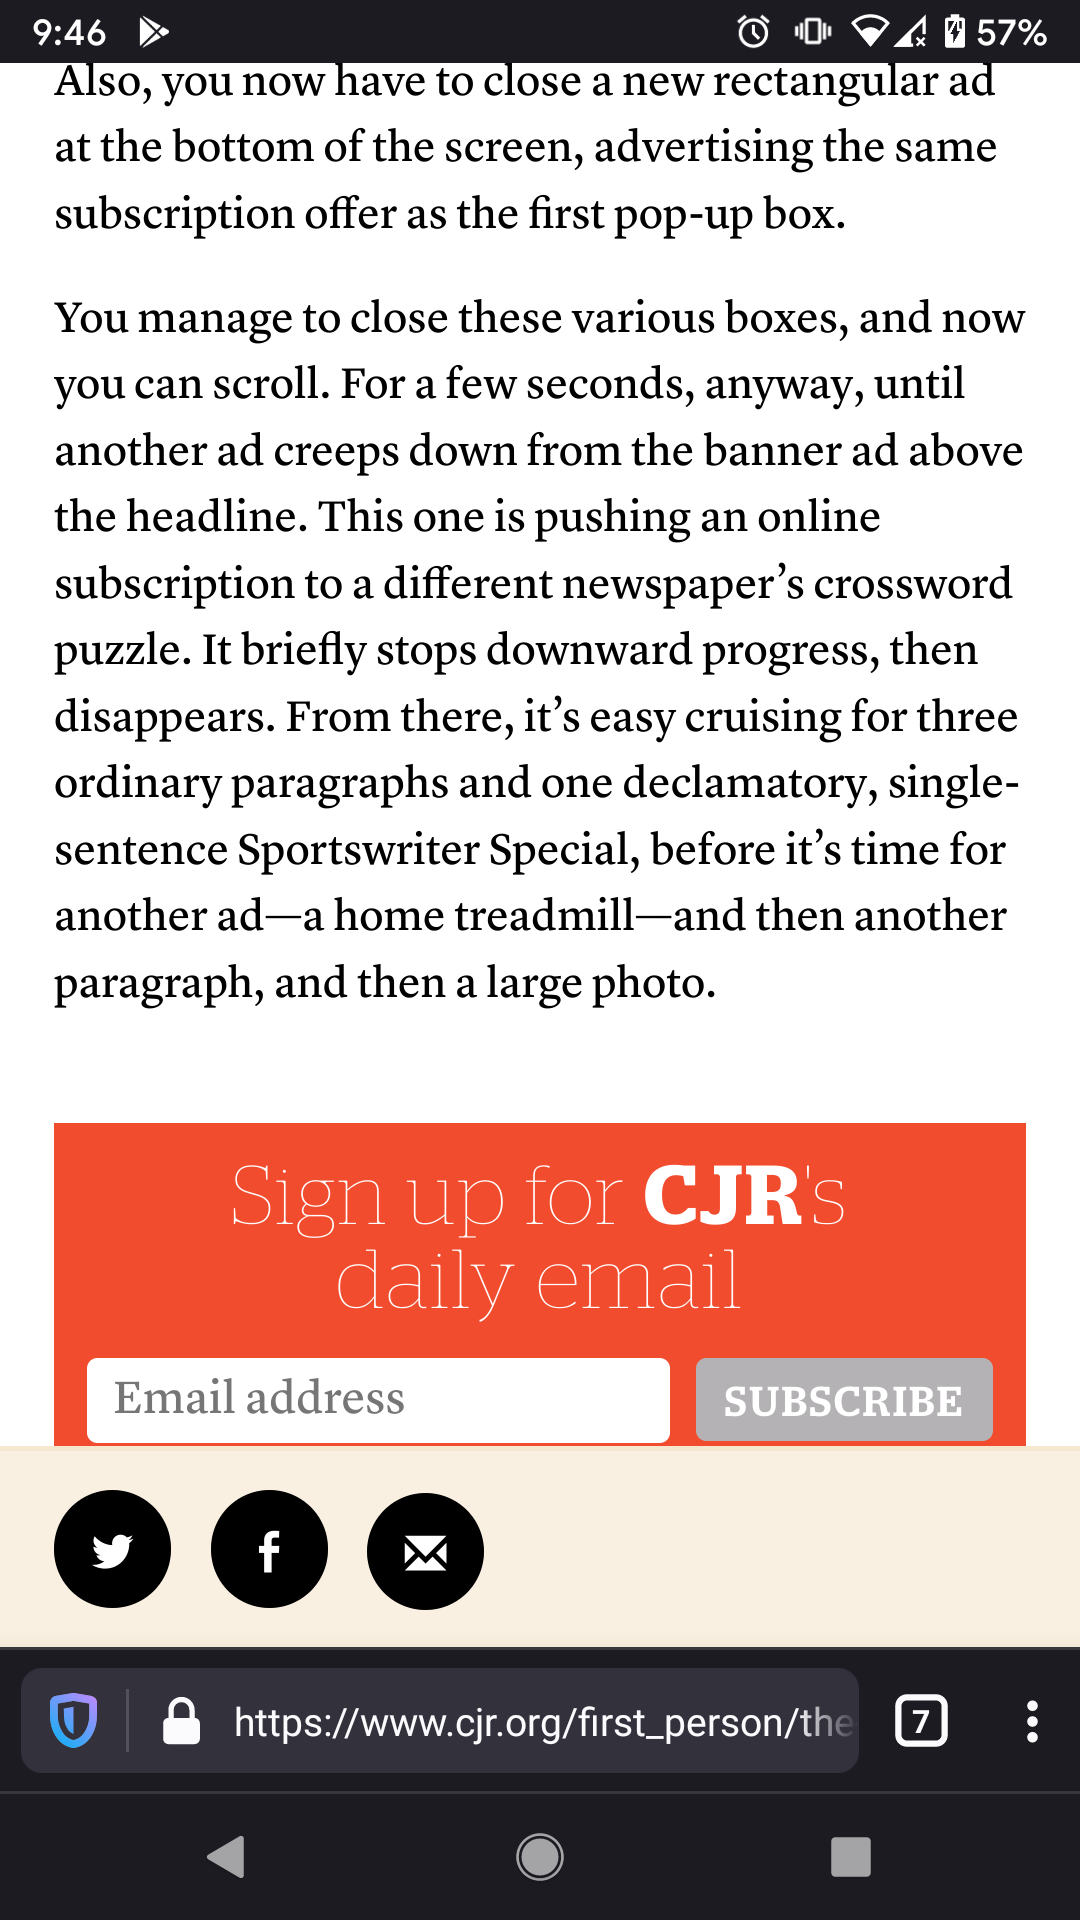 9:46
57%
Also, you now have to close a new rectangular ad
at the bottom of the screen, advertising the same
subscription offer as the first pop-up box.
You manage to close these various boxes, and now
you can scroll. For a few seconds, anyway, until
another ad creeps down from the banner ad above
the headline. This one is pushing an online
subscription to a different newspaper’s crossword
puzzle. It briefly stops downward progress, then
disappears. From there, it’s easy cruising for three
ordinary paragraphs and one declamatory, single-
sentence Sportswriter Special, before it’s time for
another ad—a home treadmill—and then another
paragraph, and then a large photo.
Sign up for CJR's
daily email
Email address
SUBSCRIBE
https://www.cjr.org/first_person/the
7